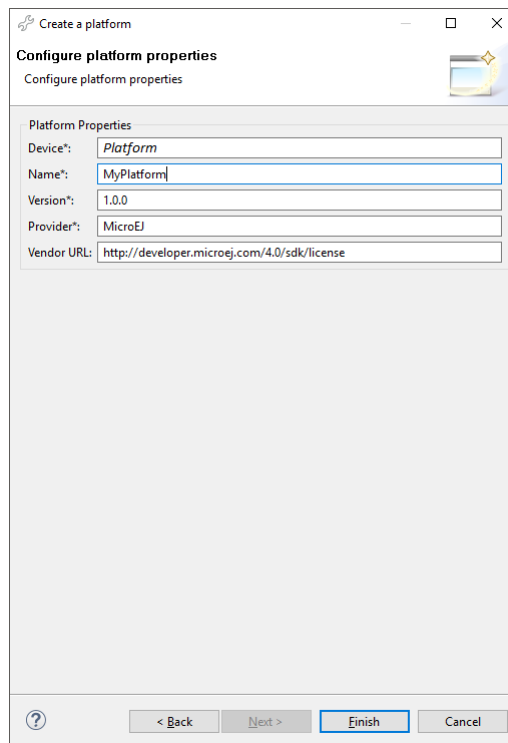 Create a platform
Configure platform properties
Configure platform properties
Platform Properties
Device*: Platform
Name*: MyPlatform
Version*: 1.0.0
Provider*: MicroEJ
Vendor URL: http://developer.microej.com/4.0/sdk/license
? < Back Next > Finish Cancel